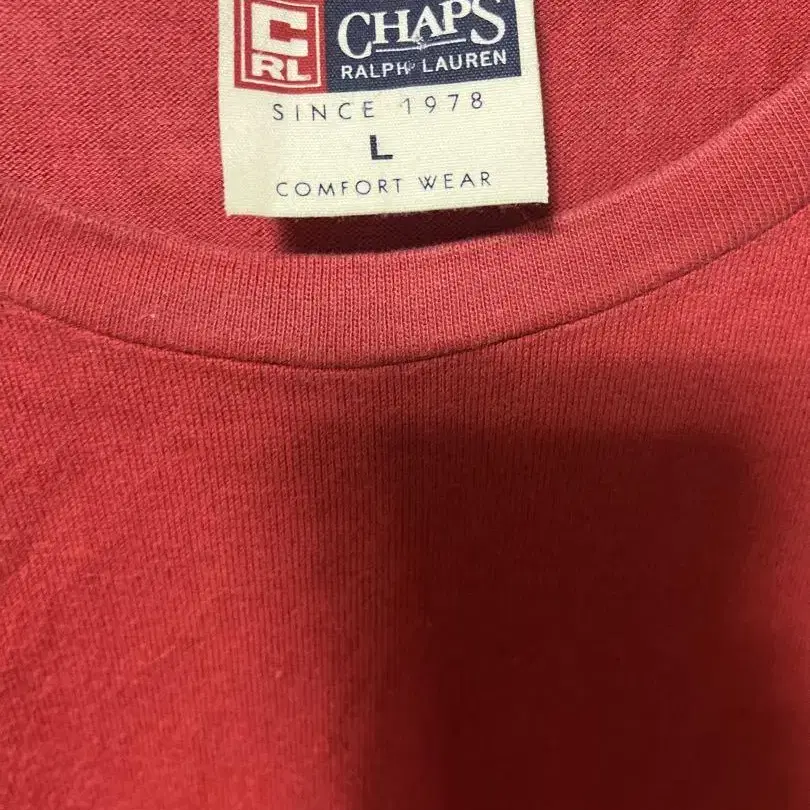 C
RL
CHAPS
RALPH LAUREN
SINCE 1978
L
COMFORT WEAR